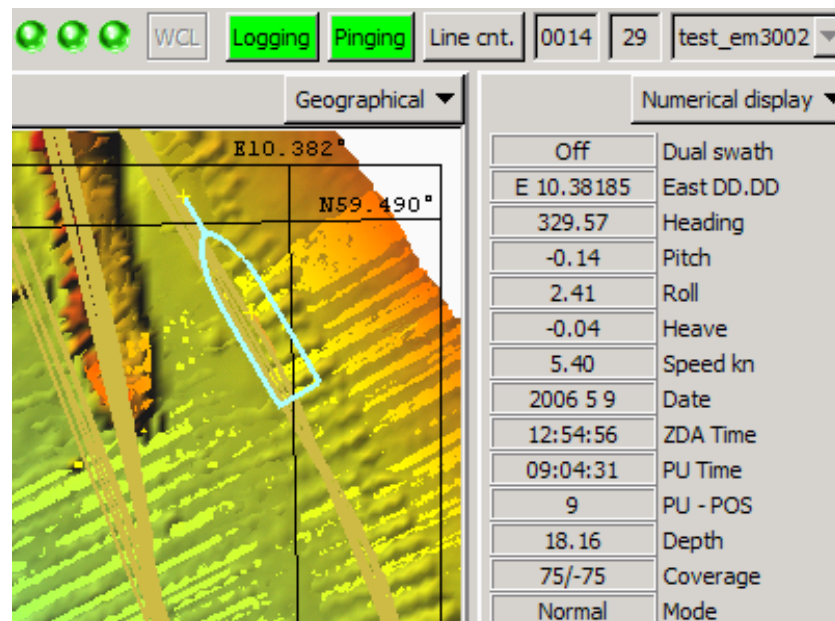 WCL Logging Pinging Line cnt. 0014 29 test_em3002
Geographical Numerical display
E10.382°
N59.490°
Off Dual swath
E 10.38185 East DD.DD
329.57 Heading
-0.14 Pitch
2.41 Roll
-0.04 Heave
5.40 Speed kn
2006 5 9 Date
12:54:56 ZDA Time
09:04:31 PU Time
9 PU - POS
18.16 Depth
75/-75 Coverage
Normal Mode